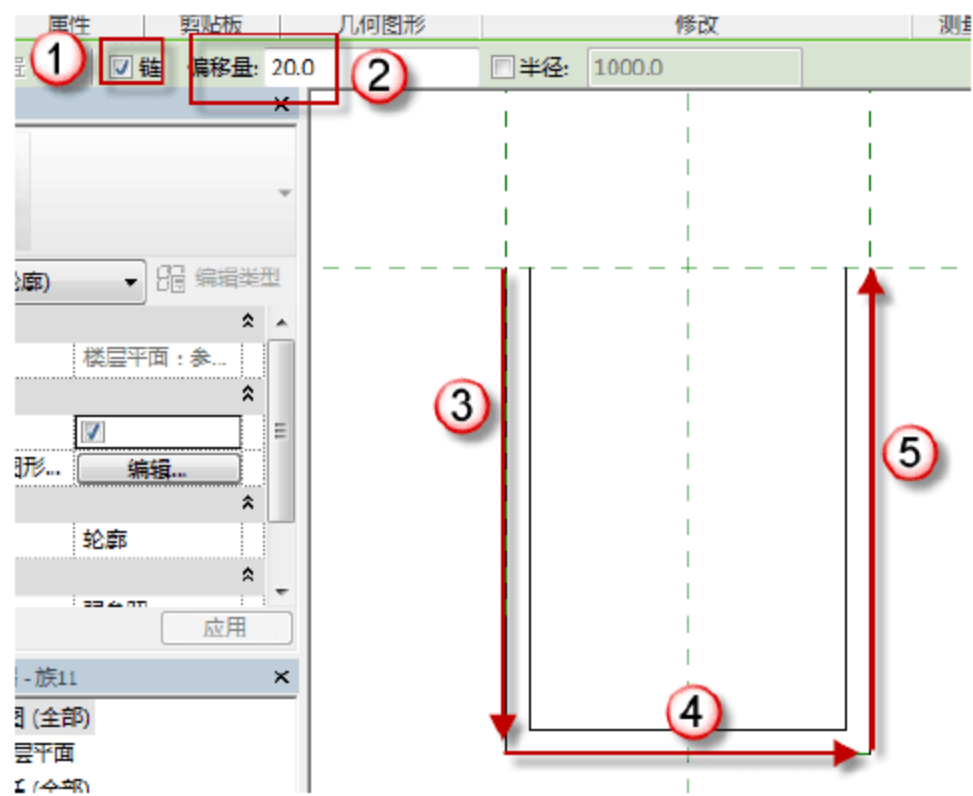 属性 剪贴板 几何图形 修改
1 链 偏移量: 20.0 2 半径: 1000.0
编辑类型
楼层平面：参...
3
5
编辑...
轮廓
应用
4
- 族11
(全部)
层平面